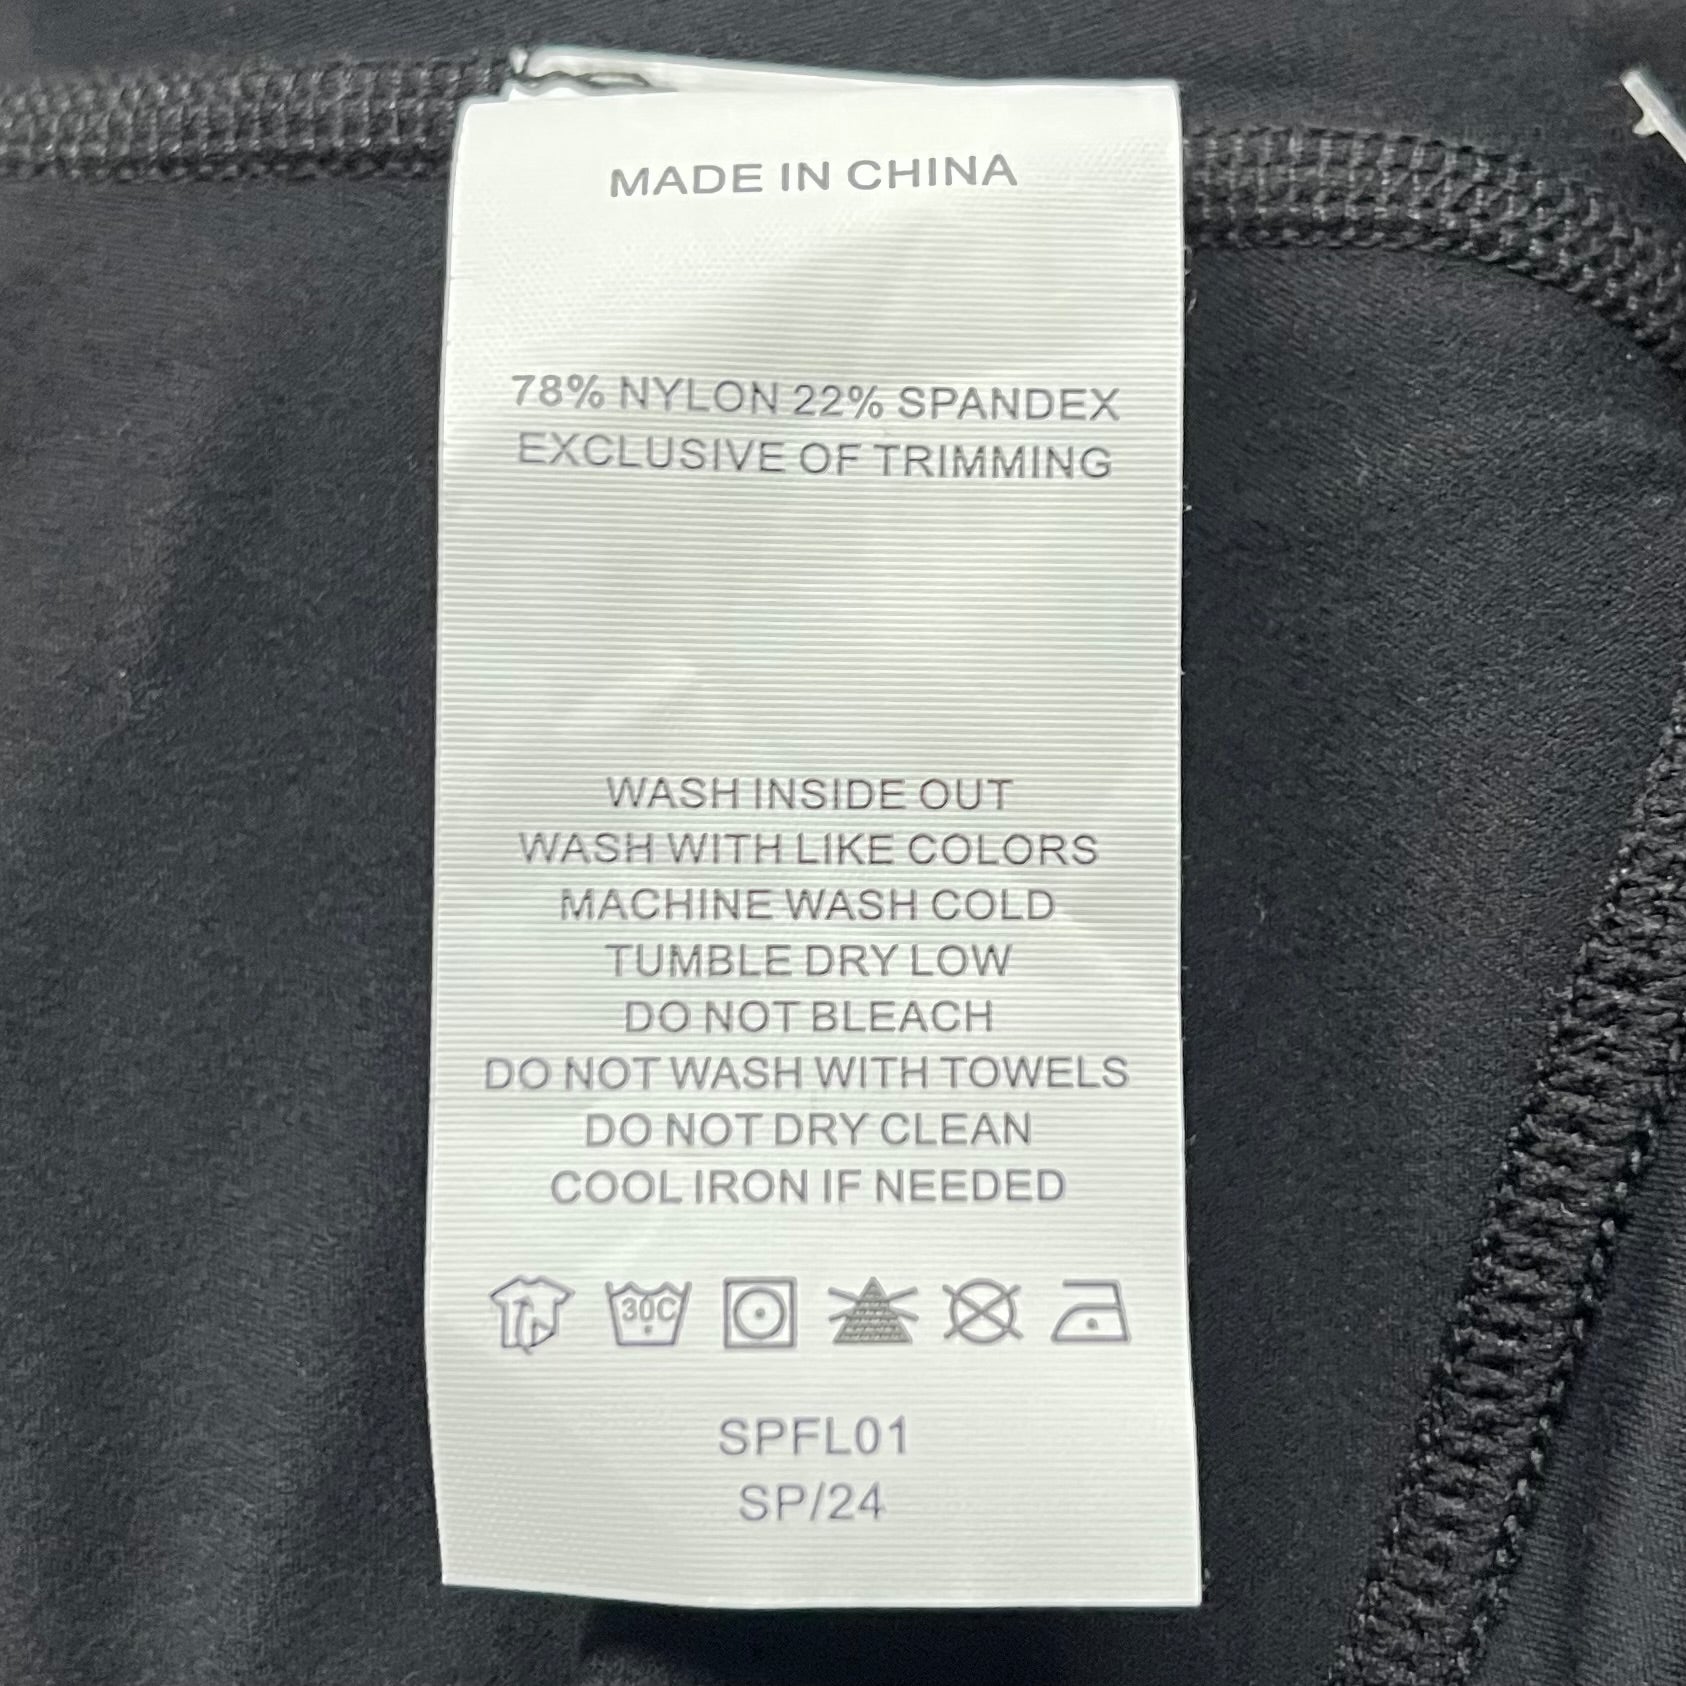 MADE IN CHINA
78% NYLON 22% SPANDEX
EXCLUSIVE OF TRIMMING
WASH INSIDE OUT
WASH WITH LIKE COLORS
MACHINE WASH COLD
TUMBLE DRY LOW
DO NOT BLEACH
DO NOT WASH WITH TOWELS
DO NOT DRY CLEAN
COOL IRON IF NEEDED
30C
SPFL01
SP/24